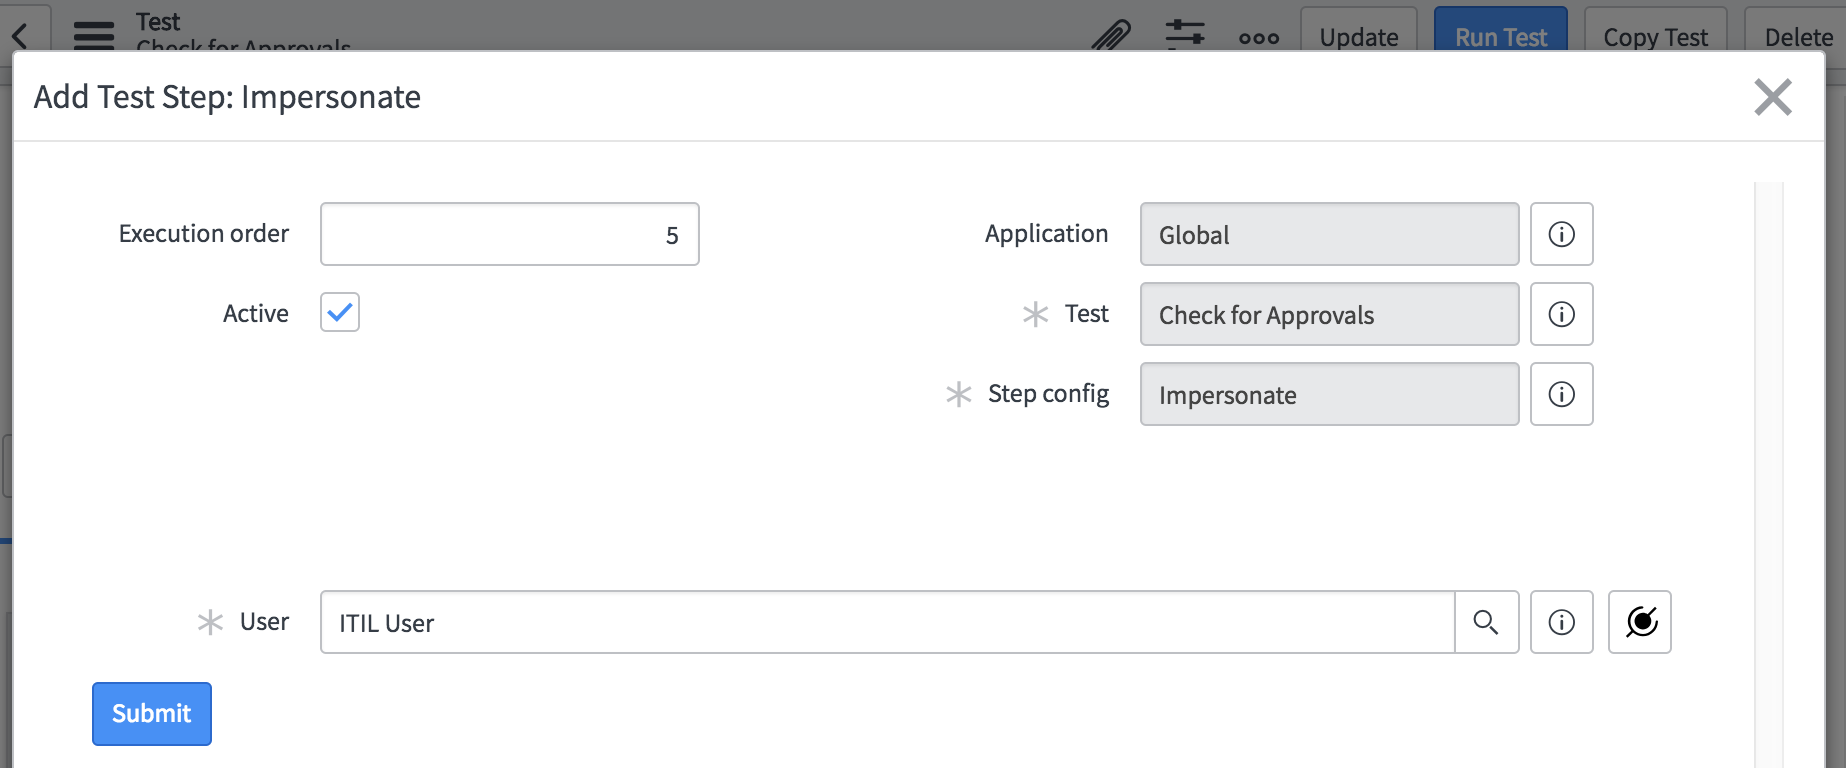 Test
Check for Approvals
Update
Run Test
Copy Test
Delete
Add Test Step: Impersonate
Execution order
5
Application
Global
Active
Test
Check for Approvals
Step config
Impersonate
User
ITIL User
Submit